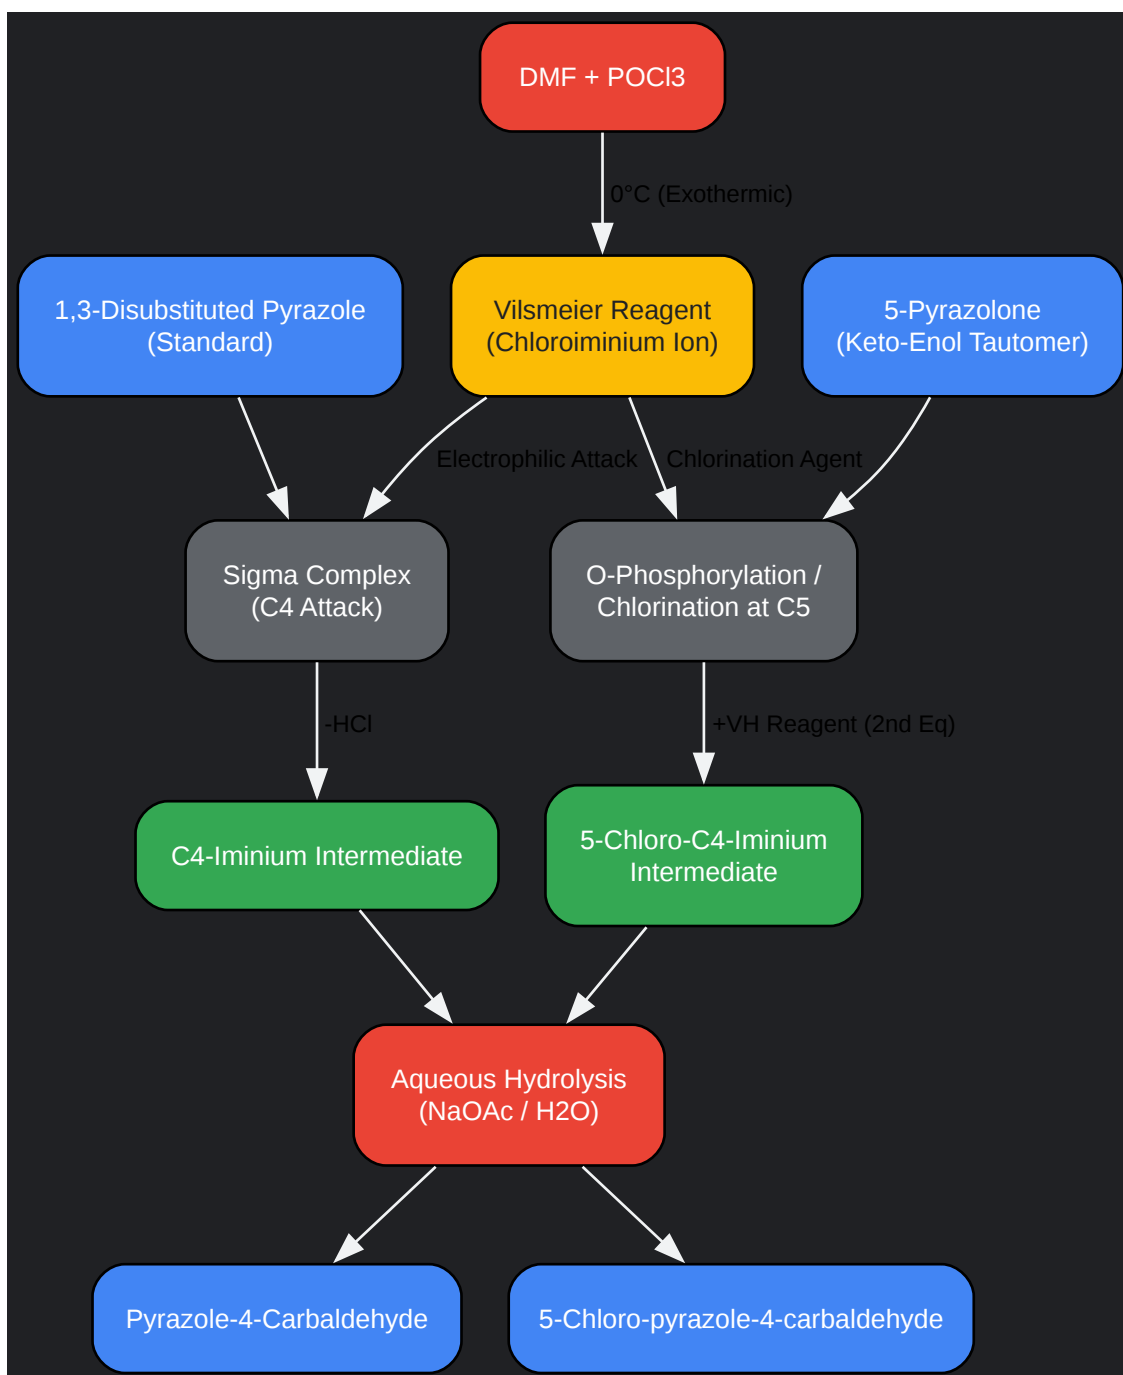 DMF + POCl3
0°C (Exothermic)
1,3-Disubstituted Pyrazole
(Standard)
Vilsmeier Reagent
(Chloroiminium Ion)
5-Pyrazolone
(Keto-Enol Tautomer)
Electrophilic Attack
Chlorination Agent
Sigma Complex
(C4 Attack)
O-Phosphorylation /
Chlorination at C5
-HCl
+VH Reagent (2nd Eq)
C4-Iminium Intermediate
5-Chloro-C4-Iminium
Intermediate
Aqueous Hydrolysis
(NaOAc / H2O)
Pyrazole-4-Carbaldehyde
5-Chloro-pyrazole-4-carbaldehyde